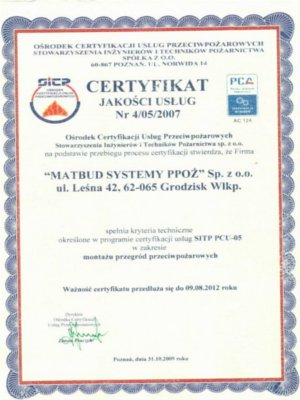 OŚRODEK CERTYFIKACJI USŁUG PRZECIWPOŻAROWYCH
STOWARZYSZENIA INŻYNIERÓW I TECHNIKÓW POŻARNICTWA
SPÓŁKA Z O.O.
60-867 POZNAŃ, UL. NORWIDA 14
SITP
PCA
CERTYFIKAT
JAKOŚCI USŁUG
Nr 4/05/2007
AC 124
Ośrodek Certyfikacji Usług Przeciwpożarowych
Stowarzyszenia Inżynierów i Techników Pożarnictwa sp. z o.o.
na podstawie przebiegu procesu certyfikacji stwierdza, że Firma
"MATBUD SYSTEMY PPOŻ" Sp. z o.o.
ul. Leśna 42, 62-065 Grodzisk Wlkp.
spełnia kryteria techniczne
określone w programie certyfikacji usług SITP PCU-05
w zakresie
montażu przegród przeciwpożarowych
Ważność certyfikatu przedłuża się do 09.08.2012 roku
Dyrektor
Ośrodka Certyfikacji
Usług Przeciwpożarowych
Poznań, dnia 31.10.2009 roku